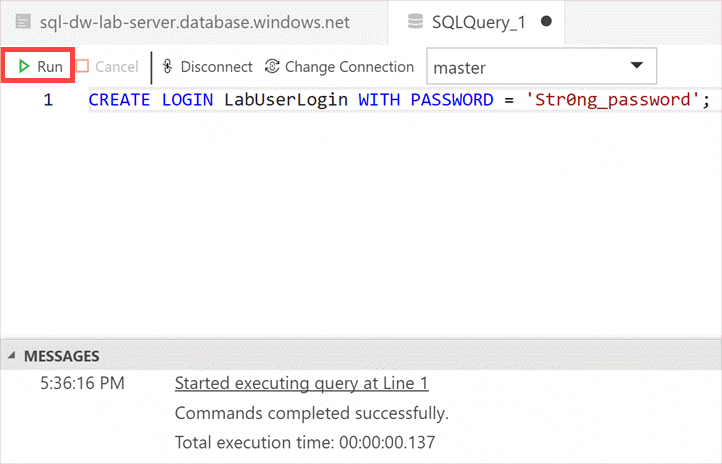 sql-dw-lab-server.database.windows.net SQLQuery_1
Run Cancel Disconnect Change Connection master
1 CREATE LOGIN LabUserLogin WITH PASSWORD = 'Str0ng_password';
MESSAGES
5:36:16 PM Started executing query at Line 1
Commands completed successfully.
Total execution time: 00:00:00.137